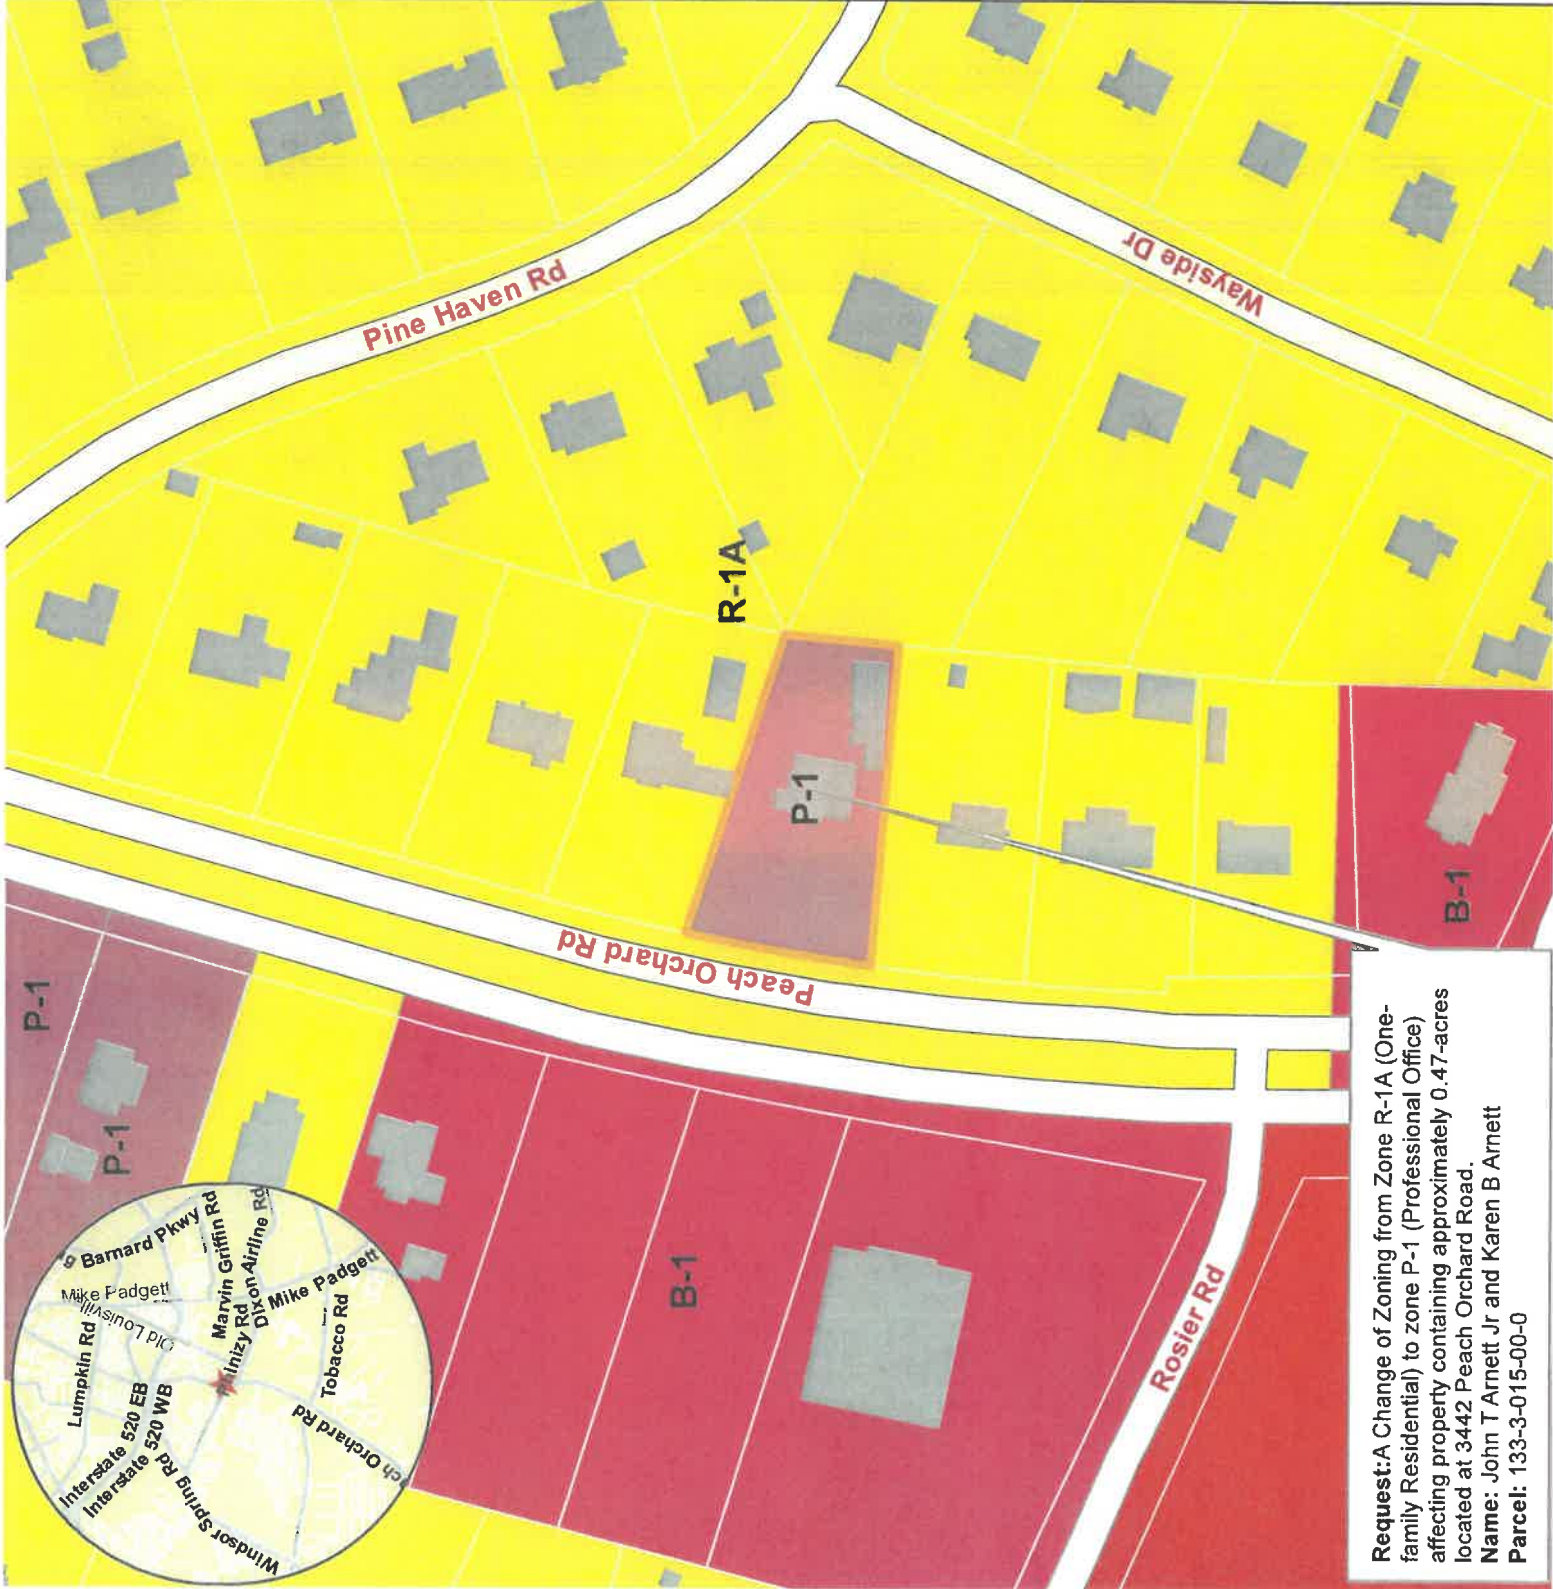 Pine Haven Rd
Wayside Dr
R-1A
Peach Orchard Rd
P-1
P-1
P-1
B-1
B-1
Rosier Rd
Barnard Pkwy
Mike Padgett
Old Louisvill
Lumpkin Rd
Marvin Griffin Rd
Dixon Airline Rd
Mike Padgett
Tobacco Rd
Interstate 520 EB
Interstate 520 WB
Windsor Spring Rd
Orchard Rd
Request:A Change of Zoning from Zone R-1A (One-
family Residential) to zone P-1 (Professional Office)
affecting property containing approximately 0.47-acres
located at 3442 Peach Orchard Road.
Name: John T Arnett Jr and Karen B Arnett
Parcel: 133-3-015-00-0